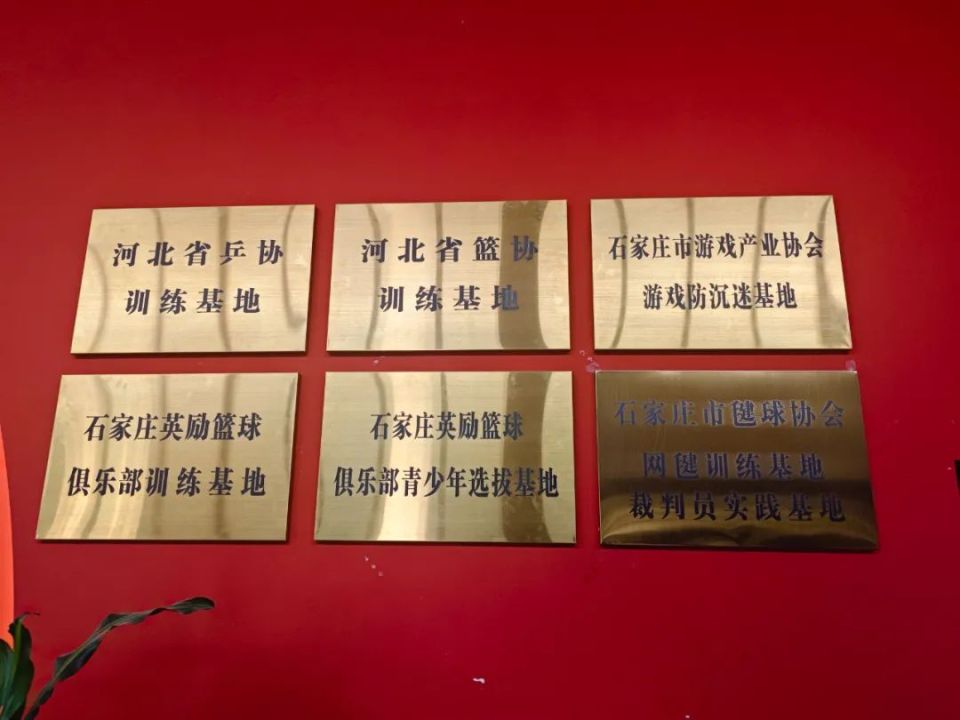 河北省乒协
训练基地
河北省篮协
训练基地
石家庄市游戏产业协会
游戏防沉迷基地
石家庄英励篮球
俱乐部训练基地
石家庄英励篮球
俱乐部青少年选拔基地
石家庄市毽球协会
网毽训练基地
裁判员实践基地